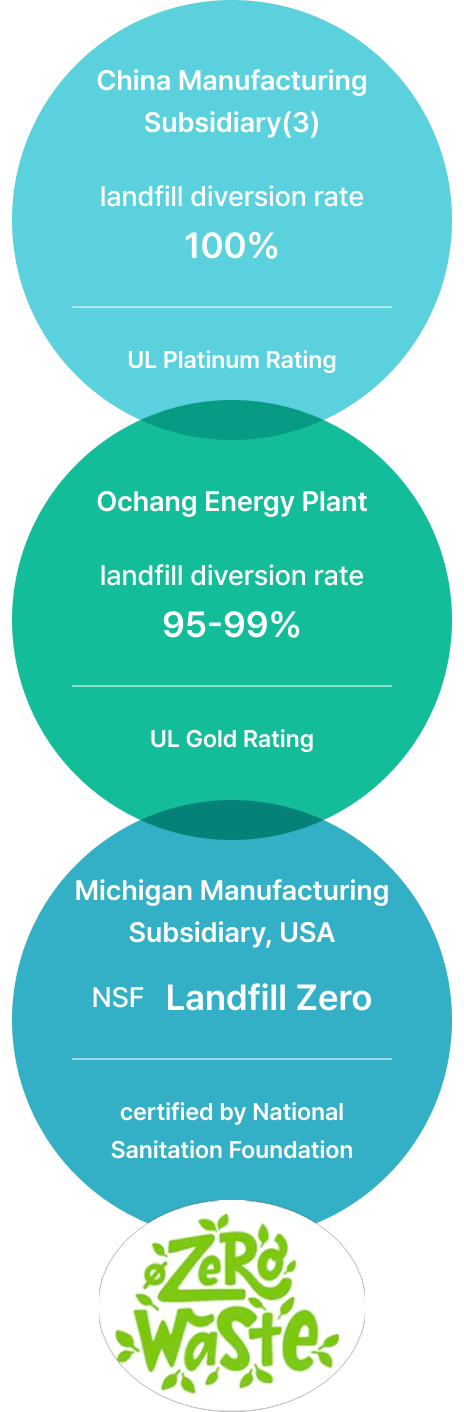 China Manufacturing
Subsidiary(3)
landfill diversion rate
100%
UL Platinum Rating
Ochang Energy Plant
landfill diversion rate
95-99%
UL Gold Rating
Michigan Manufacturing
Subsidiary, USA
NSF Landfill Zero
certified by National
Sanitation Foundation
ZeRo
WaSte